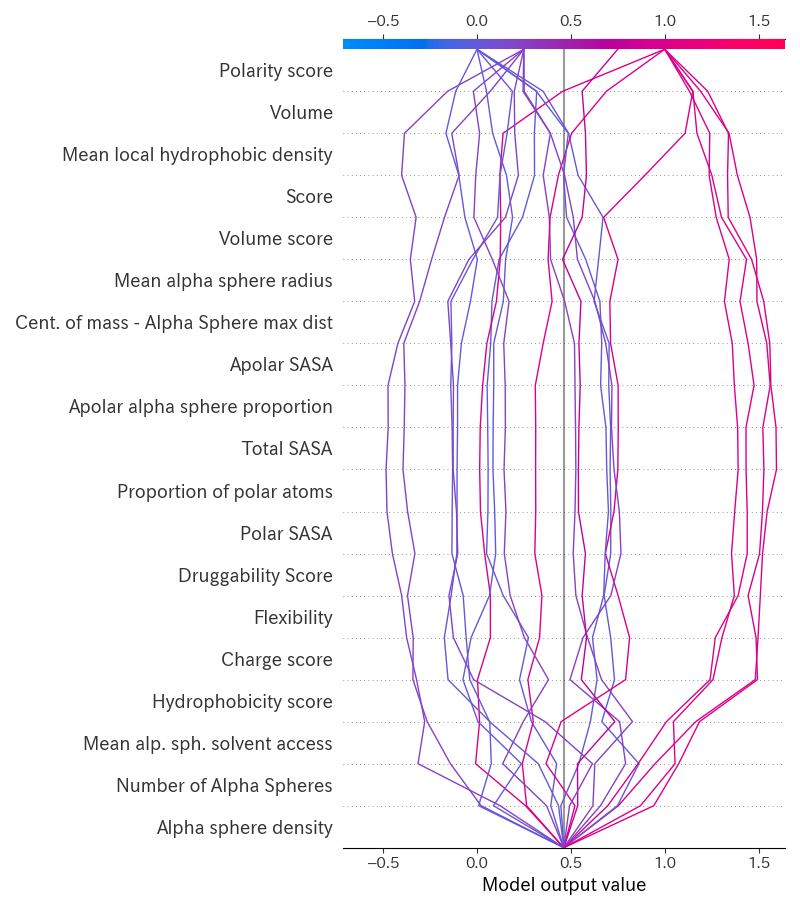 −0.5 0.0 0.5 1.0 1.5
Polarity score
Volume
Mean local hydrophobic density
Score
Volume score
Mean alpha sphere radius
Cent. of mass - Alpha Sphere max dist
Apolar SASA
Apolar alpha sphere proportion
Total SASA
Proportion of polar atoms
Polar SASA
Druggability Score
Flexibility
Charge score
Hydrophobicity score
Mean alp. sph. solvent access
Number of Alpha Spheres
Alpha sphere density
−0.5 0.0 0.5 1.0 1.5
Model output value